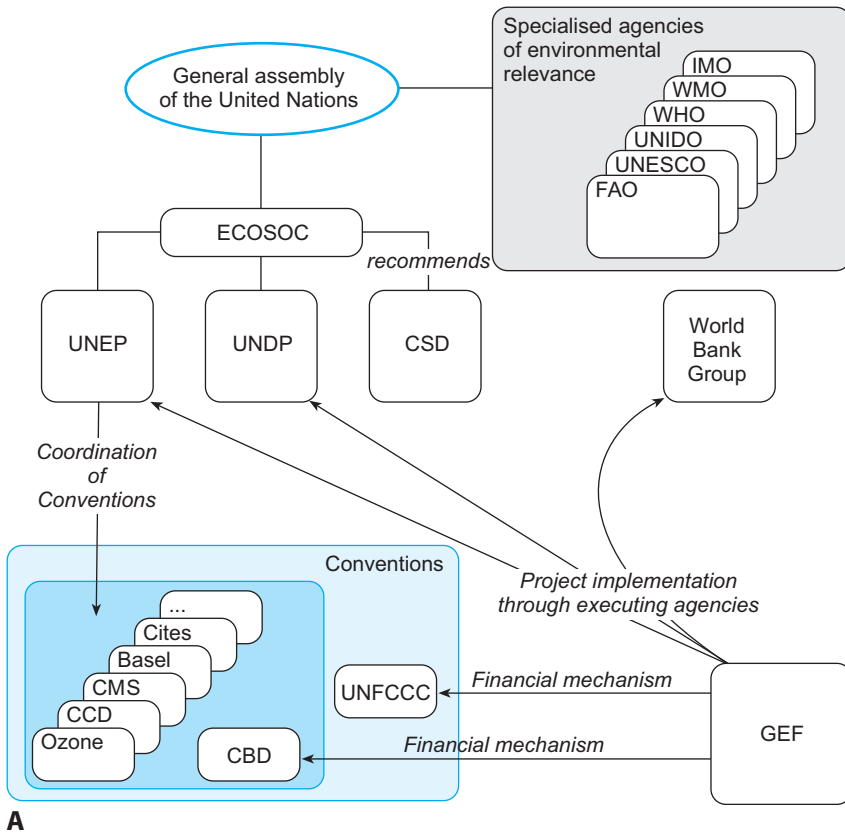 General assembly
of the United Nations
Specialised agencies
of environmental
relevance
IMO
WMO
WHO
UNIDO
UNESCO
FAO
ECOSOC
recommends
UNEP
UNDP
CSD
World
Bank
Group
Coordination
of
Conventions
Conventions
Project implementation
through executing agencies
...
Cites
Basel
CMS
CCD
Ozone
CBD
UNFCCC
Financial mechanism
Financial mechanism
GEF
A